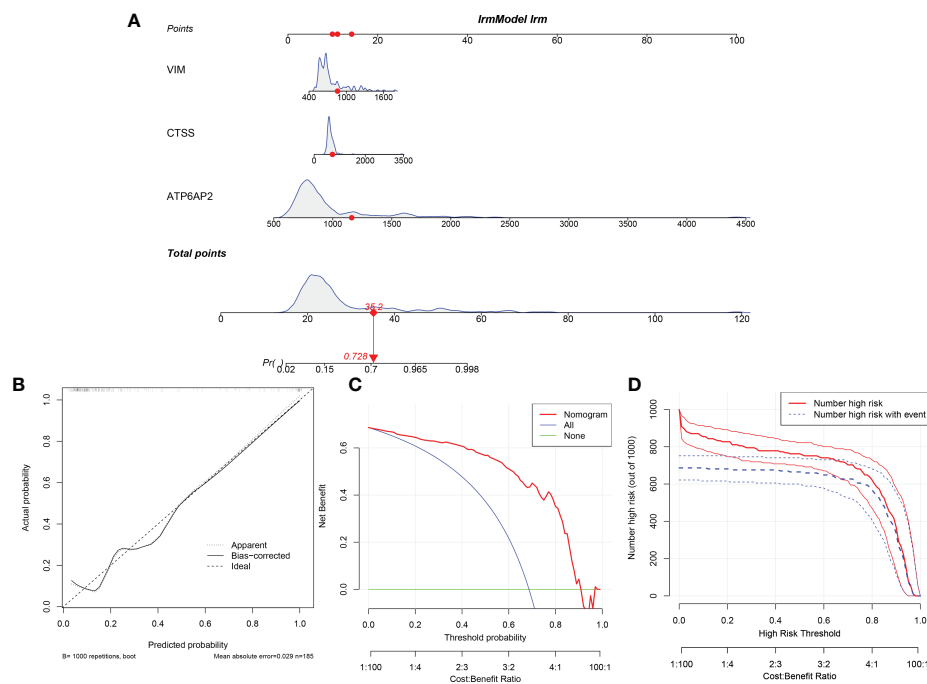 A
lrmModel lrm
Points
0 20 40 60 80 100
VIM
400 1000 1600
CTSS
0 2000 3500
ATP6AP2
500 1000 1500 2000 2500 3000 3500 4000 4500
Total points
35.2
0 20 40 60 80 100 120
0.728
Pr( )
0.02 0.15 0.7 0.965 0.998
B
Actual probability
1.0
0.8
0.6
0.4
0.2
0.0
Apparent
Bias-corrected
Ideal
0.0 0.2 0.4 0.6 0.8 1.0
Predicted probability
B= 1000 repetitions, boot
Mean absolute error=0.029 n=185
C
Nomogram
All
None
Net Benefit
0.6
0.4
0.2
0.0
0.0 0.2 0.4 0.6 0.8 1.0
Threshold probability
1:100 1:4 2:3 3:2 4:1 100:1
Cost:Benefit Ratio
D
Number high risk
Number high risk with event
Number high risk (out of 1000)
1000
800
600
400
200
0
0.0 0.2 0.4 0.6 0.8 1.0
High Risk Threshold
1:100 1:4 2:3 3:2 4:1 100:1
Cost:Benefit Ratio